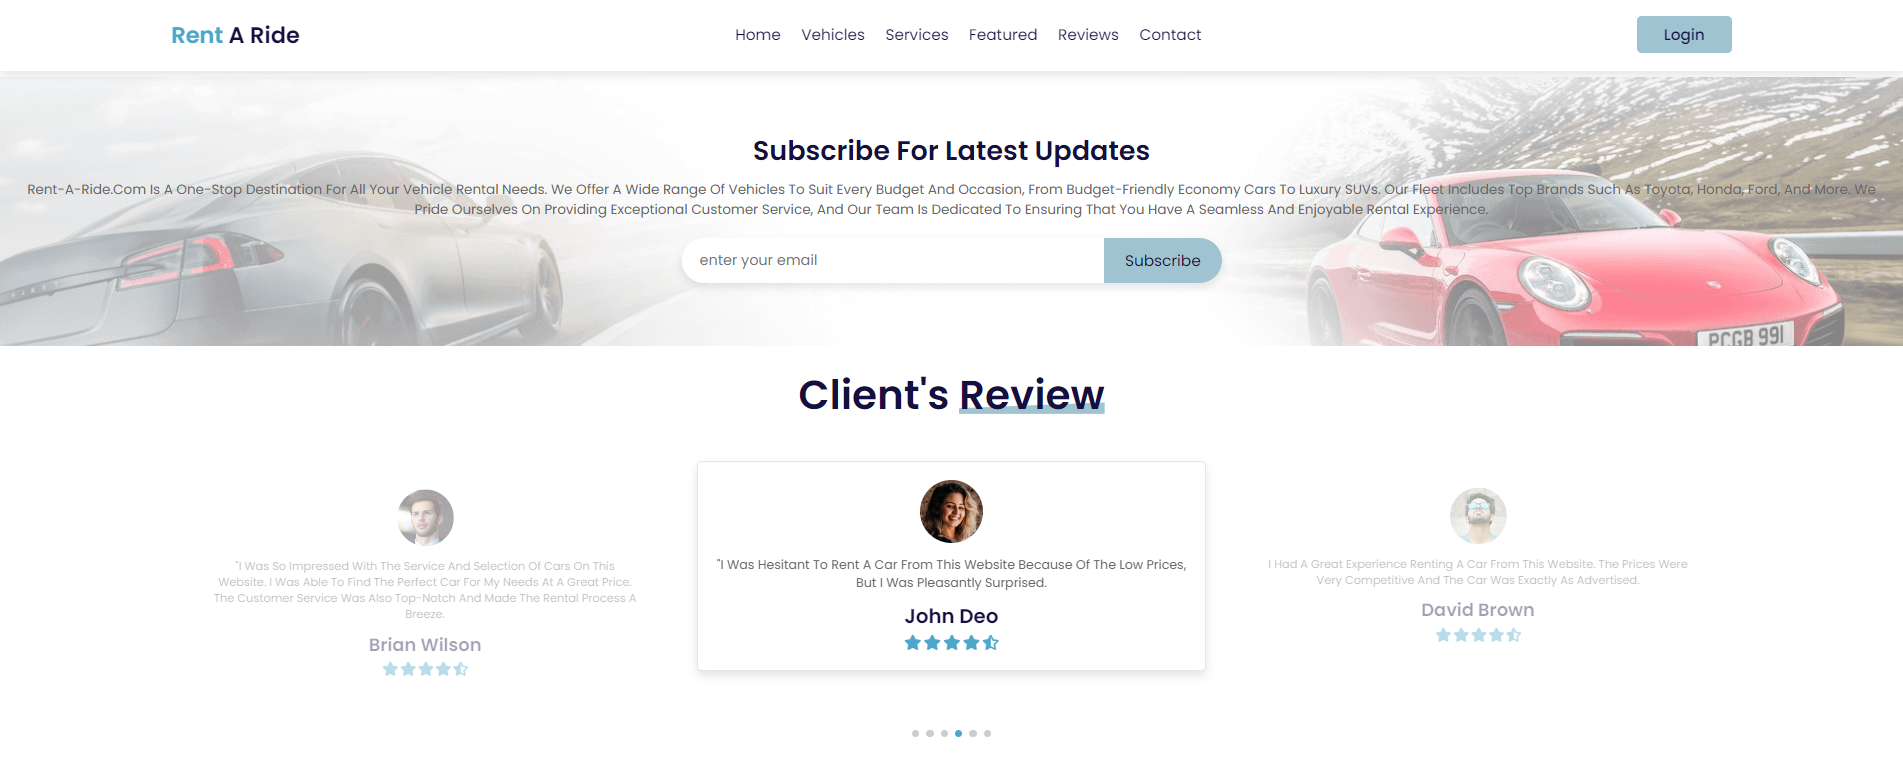 Rent A Ride
Home Vehicles Services Featured Reviews Contact
Login
Subscribe For Latest Updates
Rent-A-Ride.Com Is A One-Stop Destination For All Your Vehicle Rental Needs. We Offer A Wide Range Of Vehicles To Suit Every Budget And Occasion, From Budget-Friendly Economy Cars To Luxury SUVs. Our Fleet Includes Top Brands Such As Toyota, Honda, Ford, And More. We
Pride Ourselves On Providing Exceptional Customer Service, And Our Team Is Dedicated To Ensuring That You Have A Seamless And Enjoyable Rental Experience.
enter your email
Subscribe
PCGB 991
Client's Review
"I Was So Impressed With The Service And Selection Of Cars On This
Website. I Was Able To Find The Perfect Car For My Needs At A Great Price.
The Customer Service Was Also Top-Notch And Made The Rental Process A
Breeze.
Brian Wilson
"I Was Hesitant To Rent A Car From This Website Because Of The Low Prices,
But I Was Pleasantly Surprised.
John Deo
I Had A Great Experience Renting A Car From This Website. The Prices Were
Very Competitive And The Car Was Exactly As Advertised.
David Brown